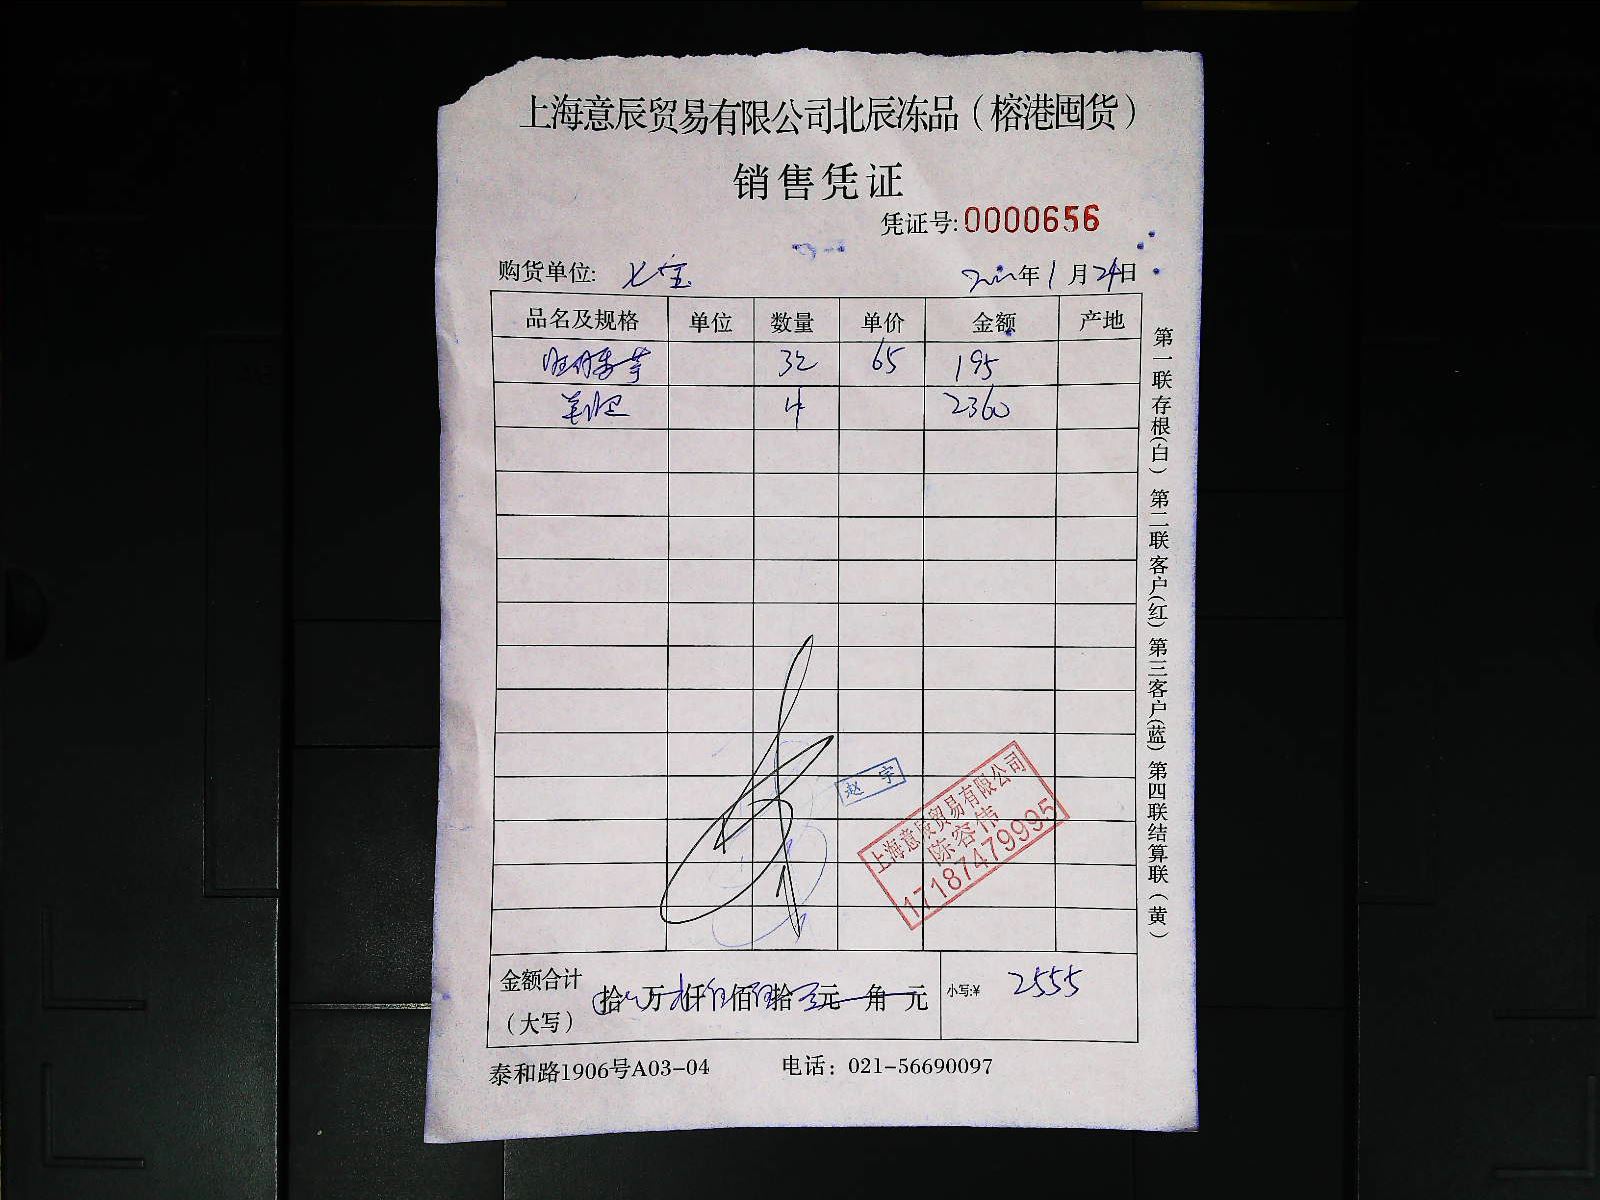 上海意辰贸易有限公司北辰冻品（榕港囤货）
销售凭证
凭证号:0000656
购货单位: 七宝 年1月24日
品名及规格 单位 数量 单价 金额 产地
65 195
4 2360
赵宇
上海意辰贸易有限公司
陈容伟
17187479995
金额合计
（大写）
拾 万 仟 佰 拾 元 角 元 小写:¥ 2555
泰和路1906号A03-04 电话：021-56690097
第一联存根(白) 第二联客户(红) 第三客户(蓝) 第四联结算联(黄)